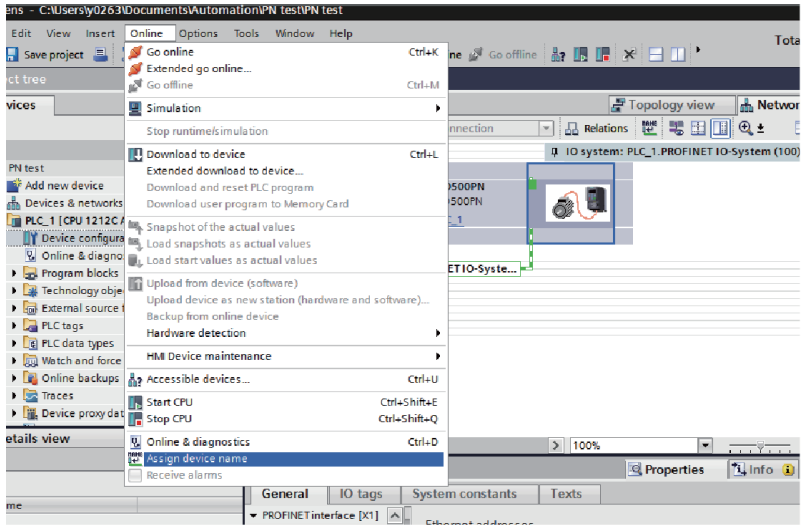 ens - C:\Users\y0263\Documents\Automation\PN test\PN test
Edit View Insert Online Options Tools Window Help
Tota
Save project
ne Go offline
ct tree
vices
Go online Ctrl+K
Extended go online...
Go offline Ctrl+M
Simulation
Stop runtime/simulation
Download to device Ctrl+L
Extended download to device...
Download and reset PLC program
Download user program to Memory Card
Snapshot of the actual values
Load snapshots as actual values
Load start values as actual values
Upload from device (software)
Upload device as new station (hardware and software)...
Backup from online device
Hardware detection
HMI Device maintenance
Accessible devices... Ctrl+U
Start CPU Ctrl+Shift+E
Stop CPU Ctrl+Shift+Q
Online & diagnostics Ctrl+D
Assign device name
Receive alarms
PN test
Add new device
Devices & networks
PLC_1 [CPU 1212C A
Device configura
Online & diagno
Program blocks
Technology obje
External source f
PLC tags
PLC data types
Watch and force
Online backups
Traces
Device proxy dat
etails view
me
Topology view Networ
nnection Relations
IO system: PLC_1.PROFINET IO-System (100)
0500PN
0500PN
C_1
ETIO-Syste...
100%
Properties Info
General IO tags System constants Texts
PROFINET interface [X1]
Ethernet addresses